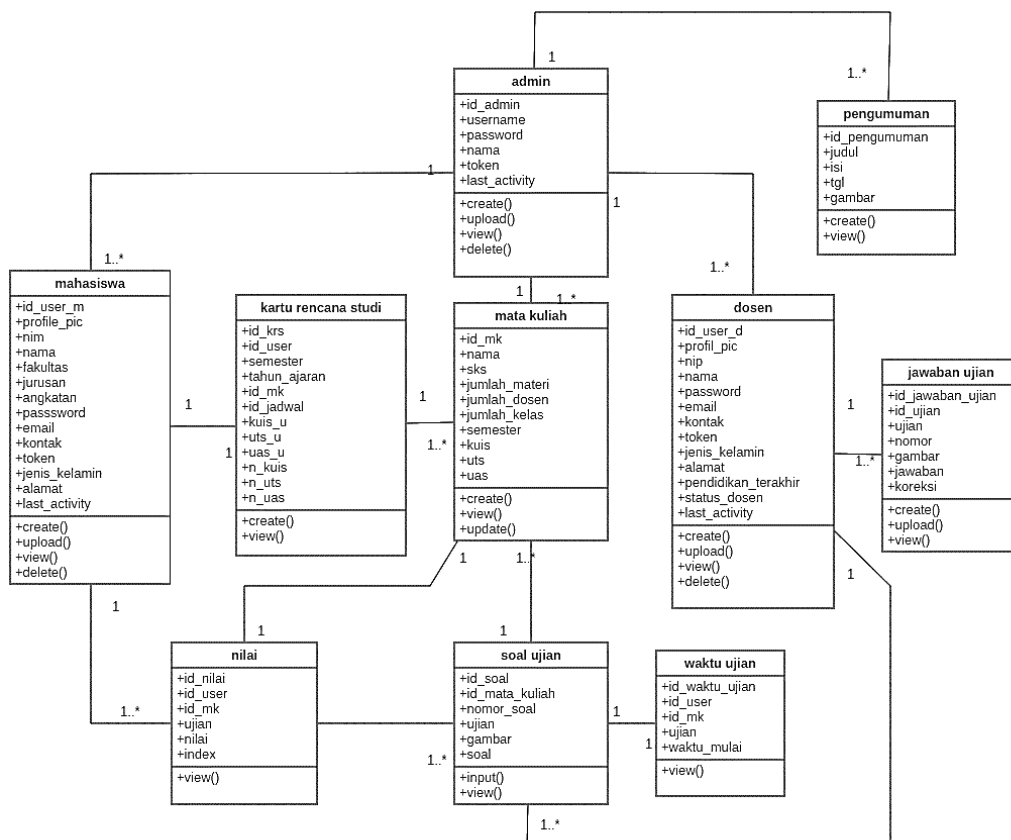 1
1..*
admin
+id_admin
+username
+password
+nama
+token
+last_activity
+create()
+upload()
+view()
+delete()
pengumuman
+id_pengumuman
+judul
+isi
+tgl
+gambar
+create()
+view()
1
1
1..*
1..*
mahasiswa
+id_user_m
+profile_pic
+nim
+nama
+fakultas
+jurusan
+angkatan
+passsword
+email
+kontak
+token
+jenis_kelamin
+alamat
+last_activity
+create()
+upload()
+view()
+delete()
1
1
kartu rencana studi
+id_krs
+id_user
+semester
+tahun_ajaran
+id_mk
+id_jadwal
+kuis_u
+uts_u
+uas_u
+n_kuis
+n_uts
+n_uas
+create()
+view()
1
1..*
1
1..*
mata kuliah
+id_mk
+nama
+sks
+jumlah_materi
+jumlah_dosen
+jumlah_kelas
+semester
+kuis
+uts
+uas
+create()
+view()
+update()
dosen
+id_user_d
+profil_pic
+nip
+nama
+password
+email
+kontak
+token
+jenis_kelamin
+alamat
+pendidikan_terakhir
+status_dosen
+last_activity
+create()
+upload()
+view()
+delete()
1
1..*
jawaban ujian
+id_jawaban_ujian
+id_ujian
+ujian
+nomor
+gambar
+jawaban
+koreksi
+create()
+upload()
+view()
1
1..*
1
1
1
1
1..*
nilai
+id_nilai
+id_user
+id_mk
+ujian
+nilai
+index
+view()
1..*
soal ujian
+id_soal
+id_mata_kuliah
+nomor_soal
+ujian
+gambar
+soal
+input()
+view()
1
1
waktu ujian
+id_waktu_ujian
+id_user
+id_mk
+ujian
+waktu_mulai
+view()
1..*